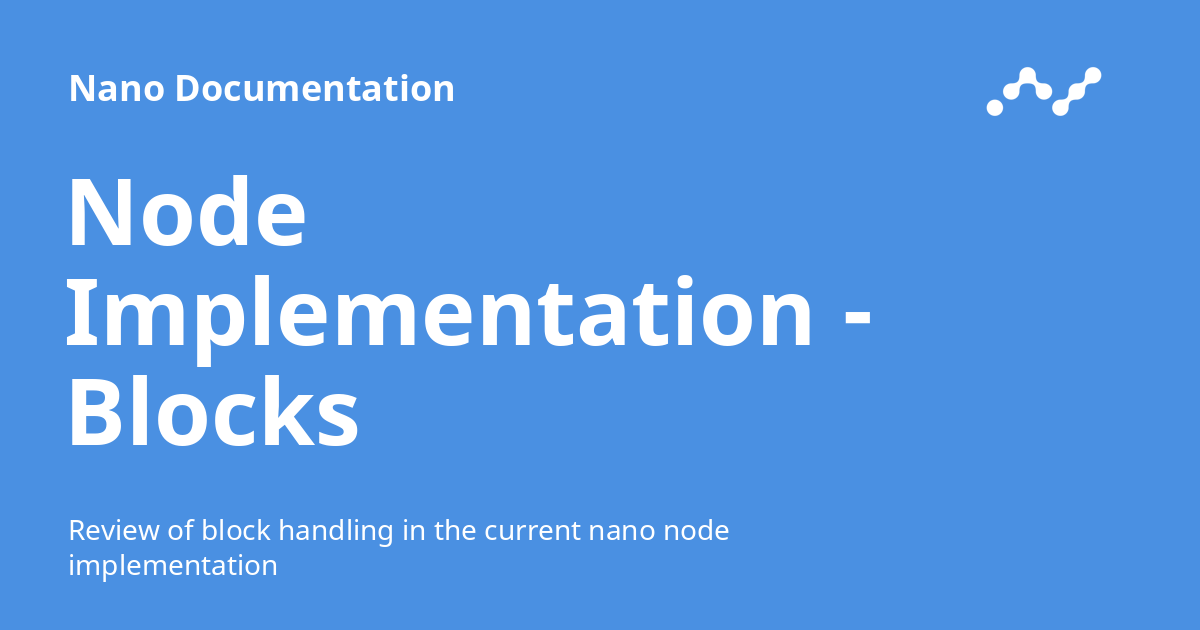 Nano Documentation
Node
Implementation -
Blocks
Review of block handling in the current nano node
implementation